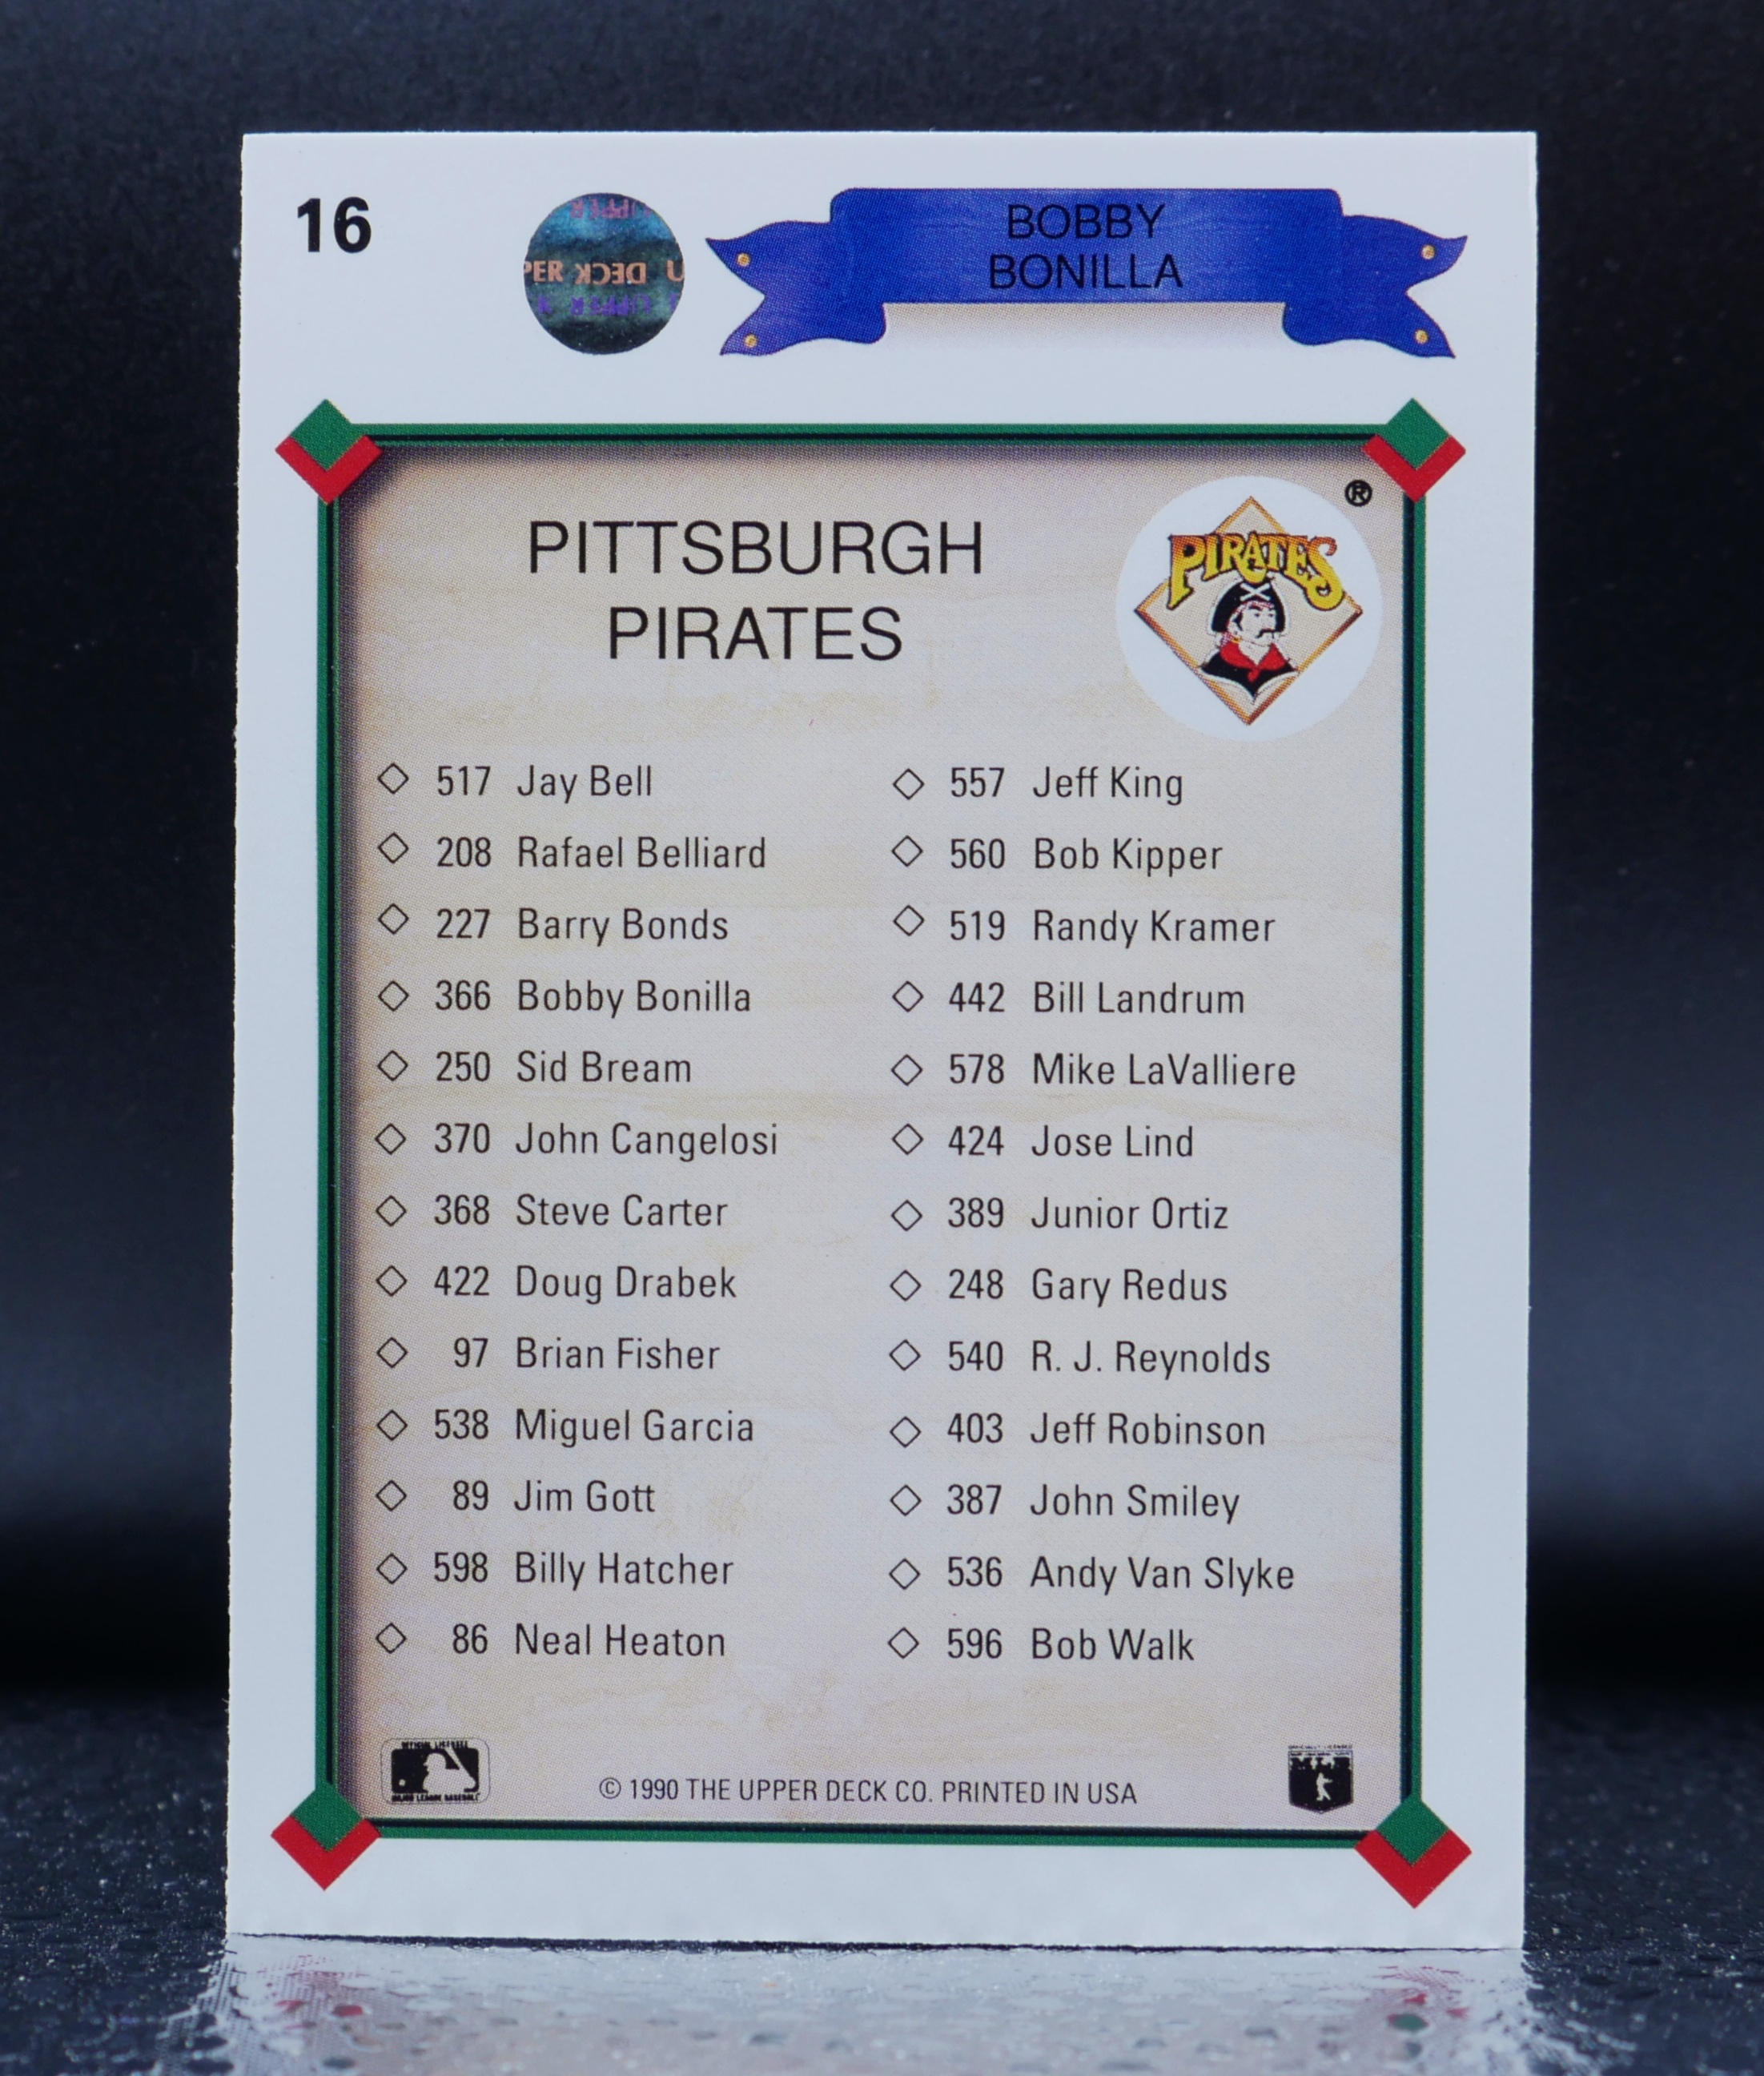 16
BOBBY
BONILLA
PER DECK U
PITTSBURGH
PIRATES
®
PIRATES
517 Jay Bell
208 Rafael Belliard
227 Barry Bonds
366 Bobby Bonilla
250 Sid Bream
370 John Cangelosi
368 Steve Carter
422 Doug Drabek
97 Brian Fisher
538 Miguel Garcia
89 Jim Gott
598 Billy Hatcher
86 Neal Heaton
557 Jeff King
560 Bob Kipper
519 Randy Kramer
442 Bill Landrum
578 Mike LaValliere
424 Jose Lind
389 Junior Ortiz
248 Gary Redus
540 R. J. Reynolds
403 Jeff Robinson
387 John Smiley
536 Andy Van Slyke
596 Bob Walk
© 1990 THE UPPER DECK CO. PRINTED IN USA